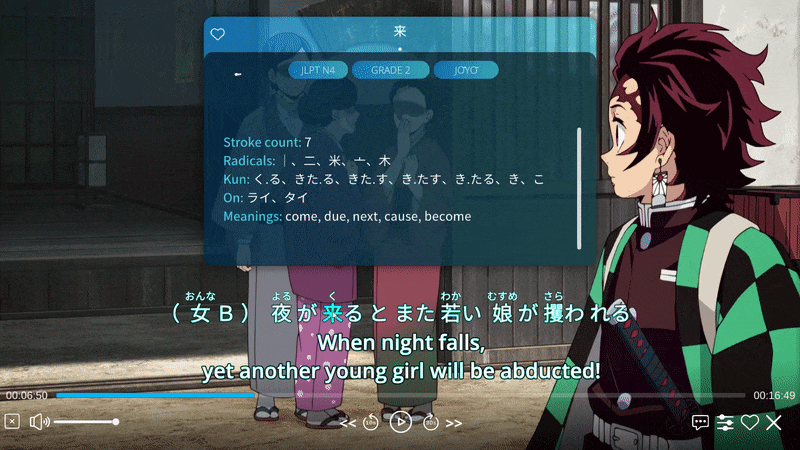 来
JLPT N4 GRADE 2 JOYO
Stroke count: 7
Radicals: ｜、二、米、亠、木
Kun: く.る、きた.る、きた.す、き.たす、き.たる、き、こ
On: ライ、タイ
Meanings: come, due, next, cause, become
おんな よる く わか むすめ さら
（女Ｂ） 夜が来るとまた若い娘が攫われる
When night falls,
yet another young girl will be abducted!
00:06:50 00:16:49
10s 10s